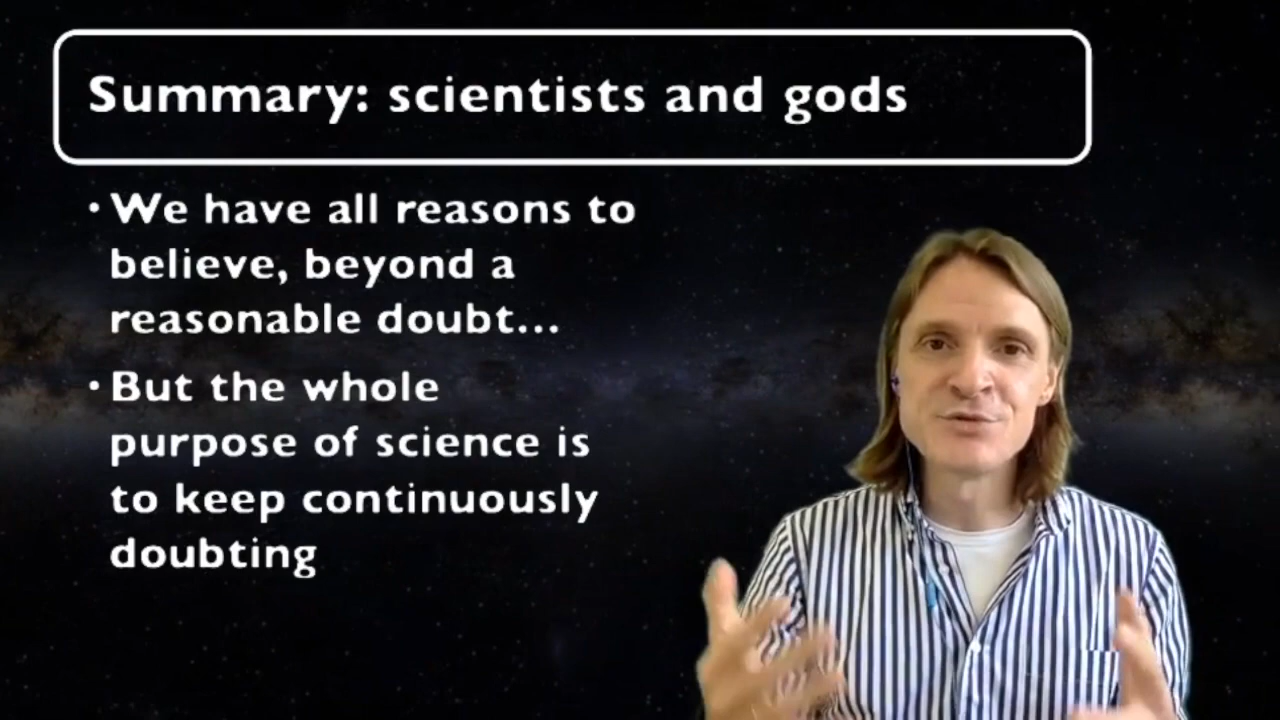 Summary: scientists and gods
• We have all reasons to
believe, beyond a
reasonable doubt...
• But the whole
purpose of science is
to keep continuously
doubting